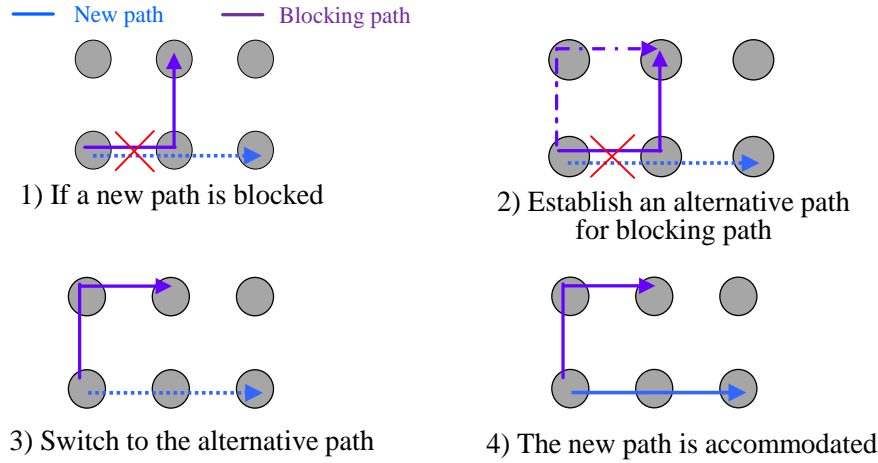 New path
Blocking path
1) If a new path is blocked
2) Establish an alternative path
for blocking path
3) Switch to the alternative path
4) The new path is accommodated